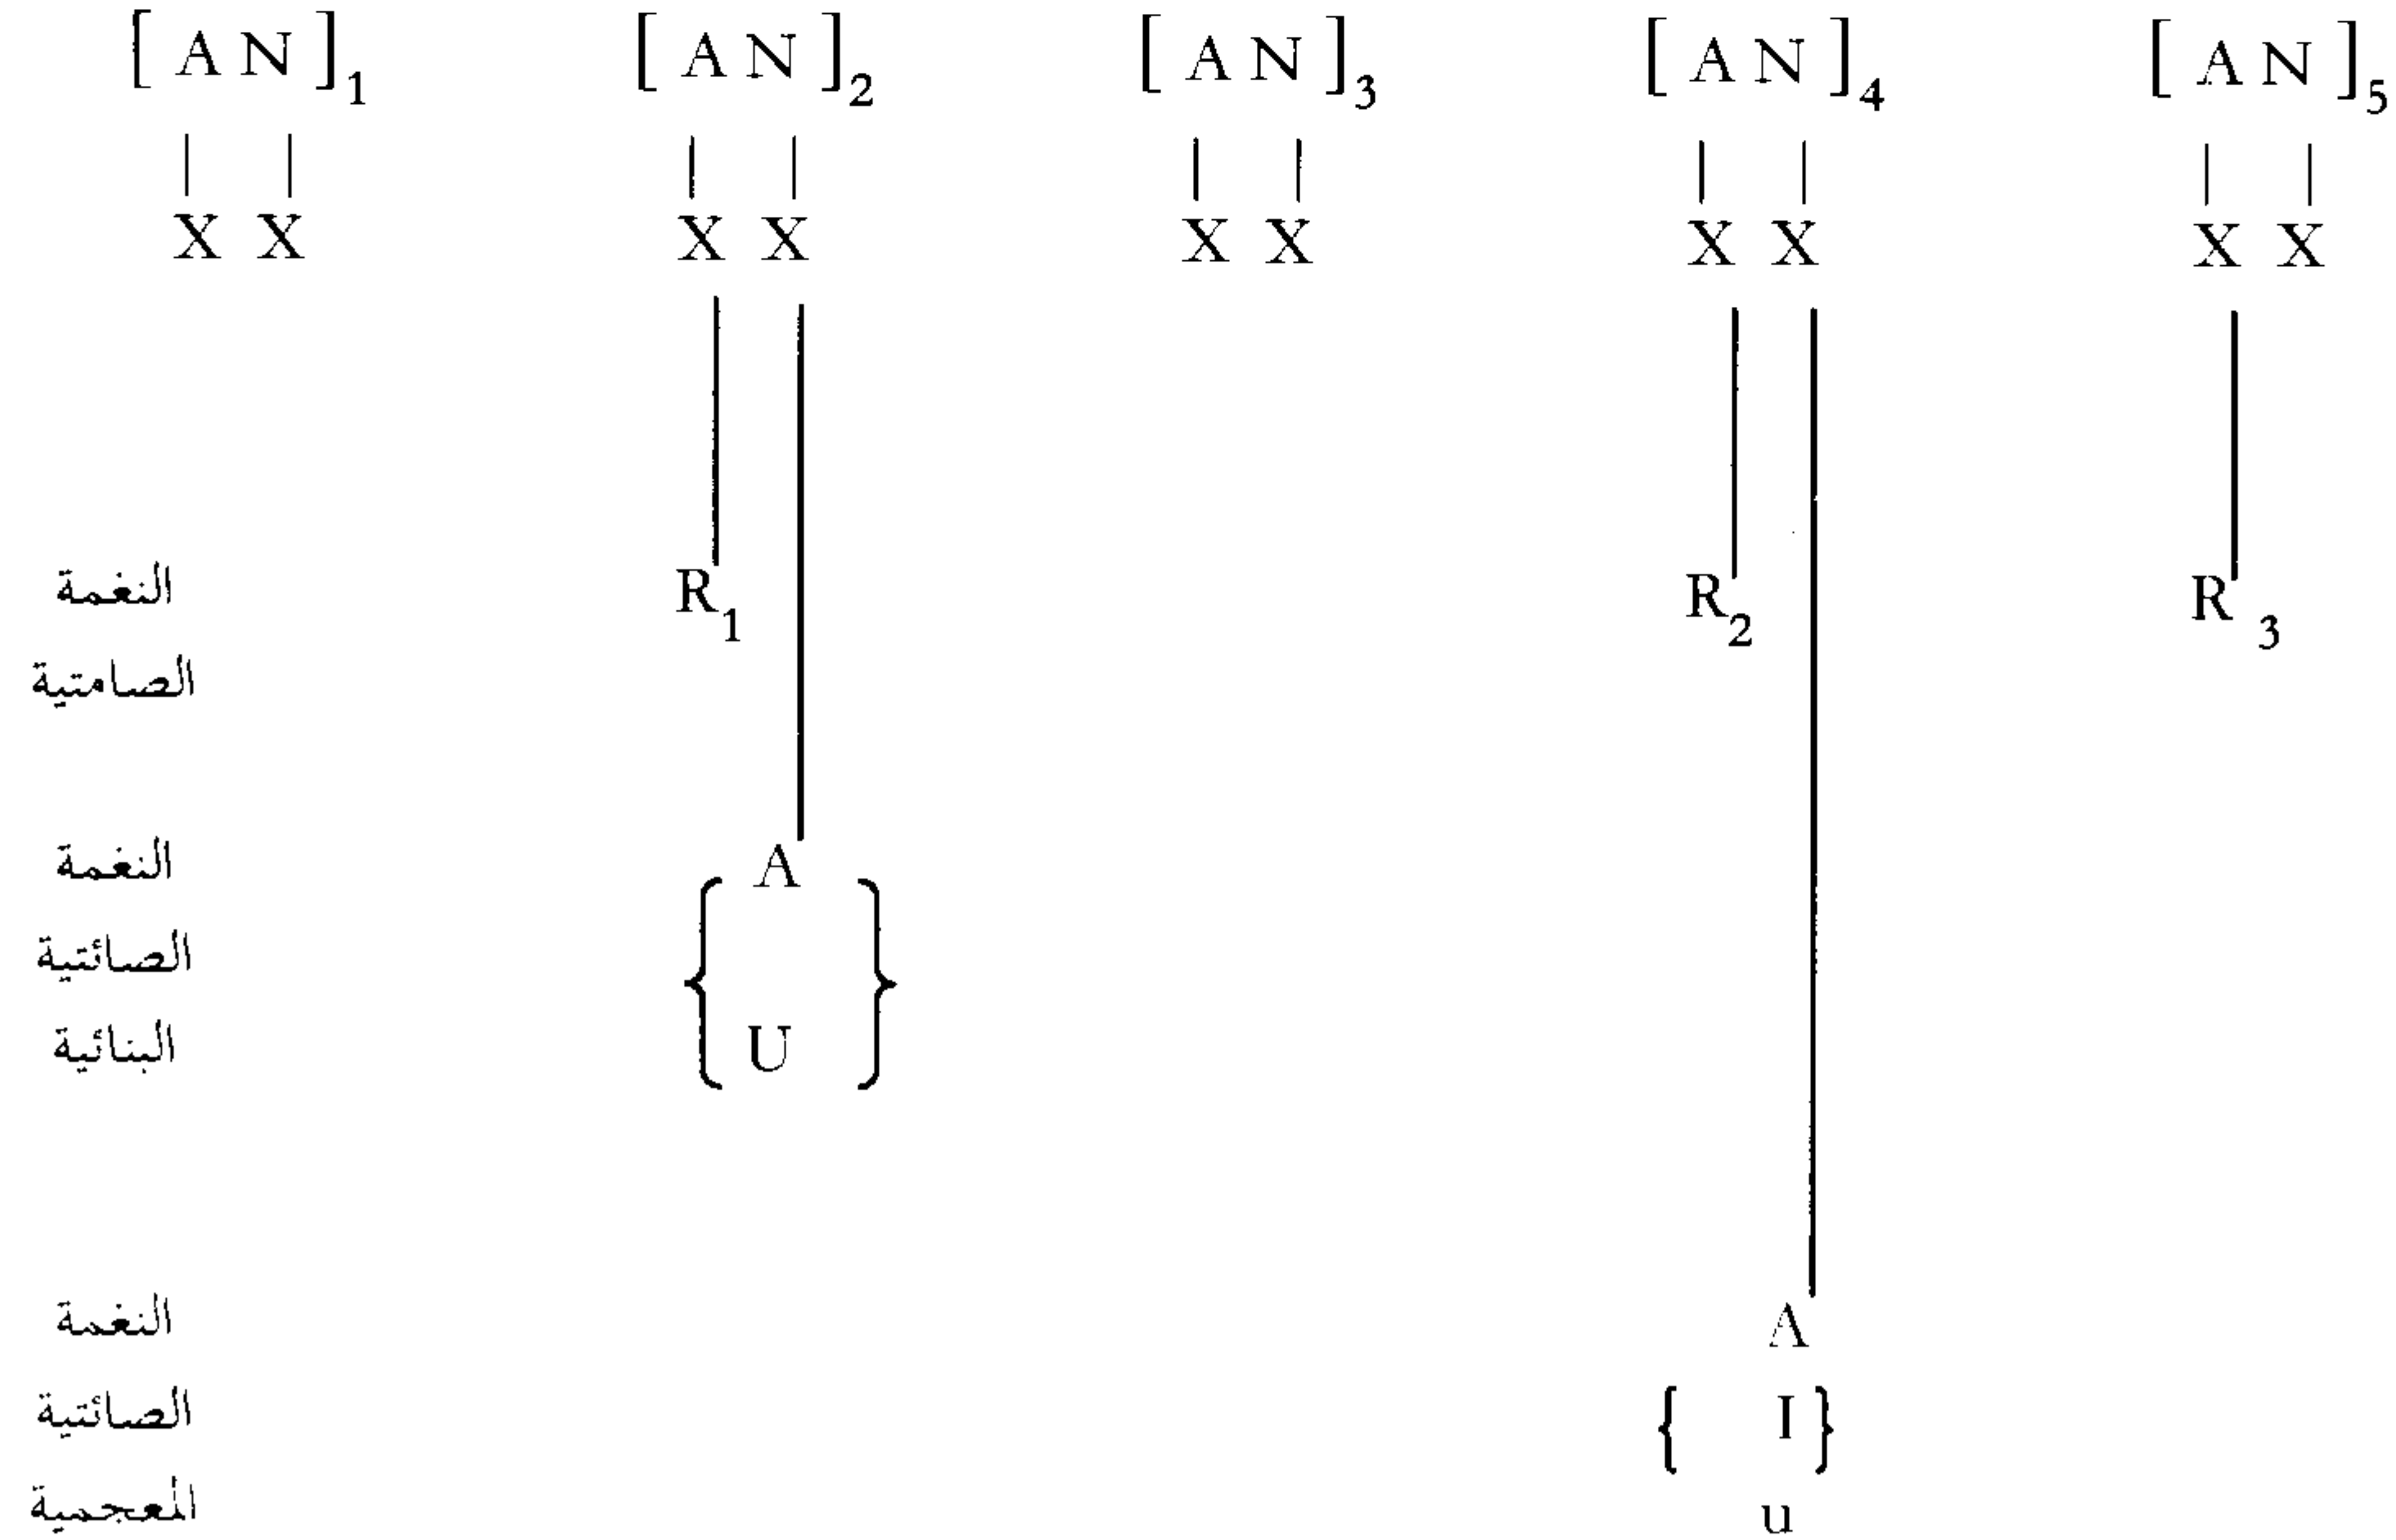 [ A N ]1 [ A N ]2 [ A N ]3 [ A N ]4 [ A N ]5
X X X X X X X X X X
النغمة R1 R2 R3
الصامتية
النغمة A
الصائتية
البنائية U
النغمة A
الصائتية I
المعجمية u